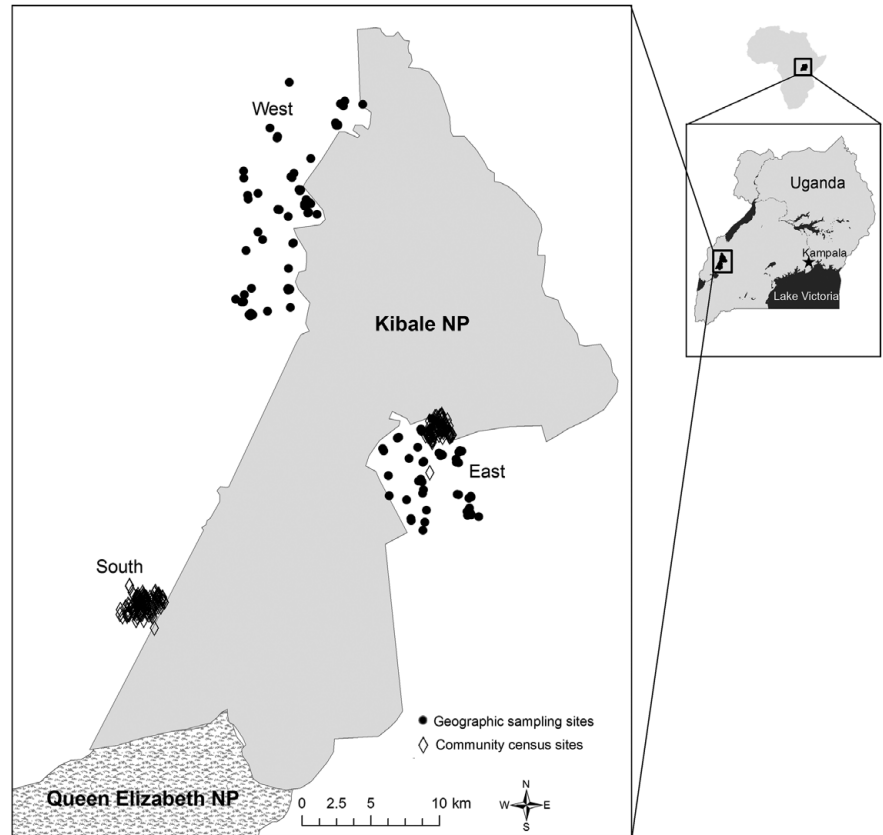 West
Kibale NP
East
South
Geographic sampling sites
Community census sites
Queen Elizabeth NP
0 2.5 5 10 km
N
W E
S
Uganda
Kampala
Lake Victoria